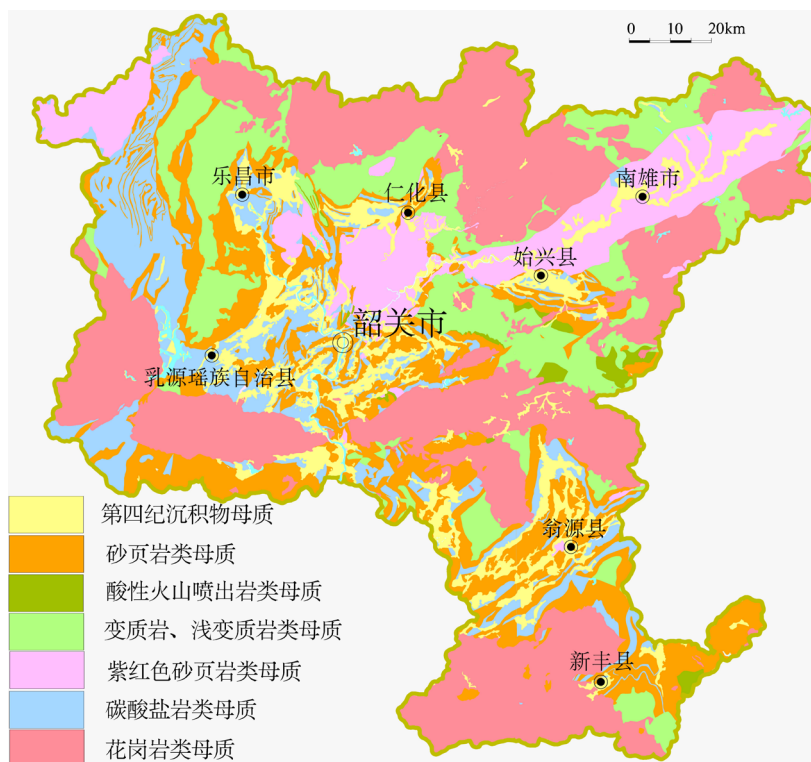 0 10 20km
乐昌市
仁化县
南雄市
始兴县
韶关市
乳源瑶族自治县
翁源县
新丰县
第四纪沉积物母质
砂页岩类母质
酸性火山喷出岩类母质
变质岩、浅变质岩类母质
紫红色砂页岩类母质
碳酸盐岩类母质
花岗岩类母质